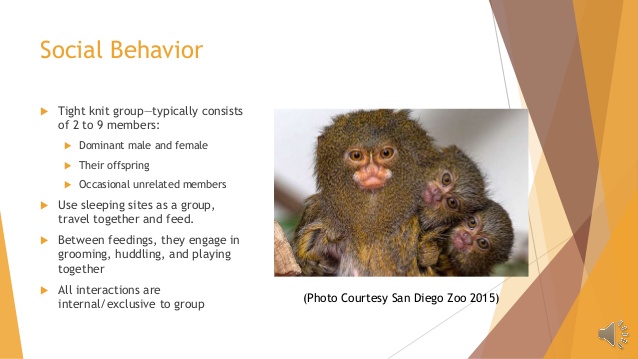 Social Behavior
Tight knit group—typically consists
of 2 to 9 members:
Dominant male and female
Their offspring
Occasional unrelated members
Use sleeping sites as a group,
travel together and feed.
Between feedings, they engage in
grooming, huddling, and playing
together
All interactions are
internal/exclusive to group
(Photo Courtesy San Diego Zoo 2015)